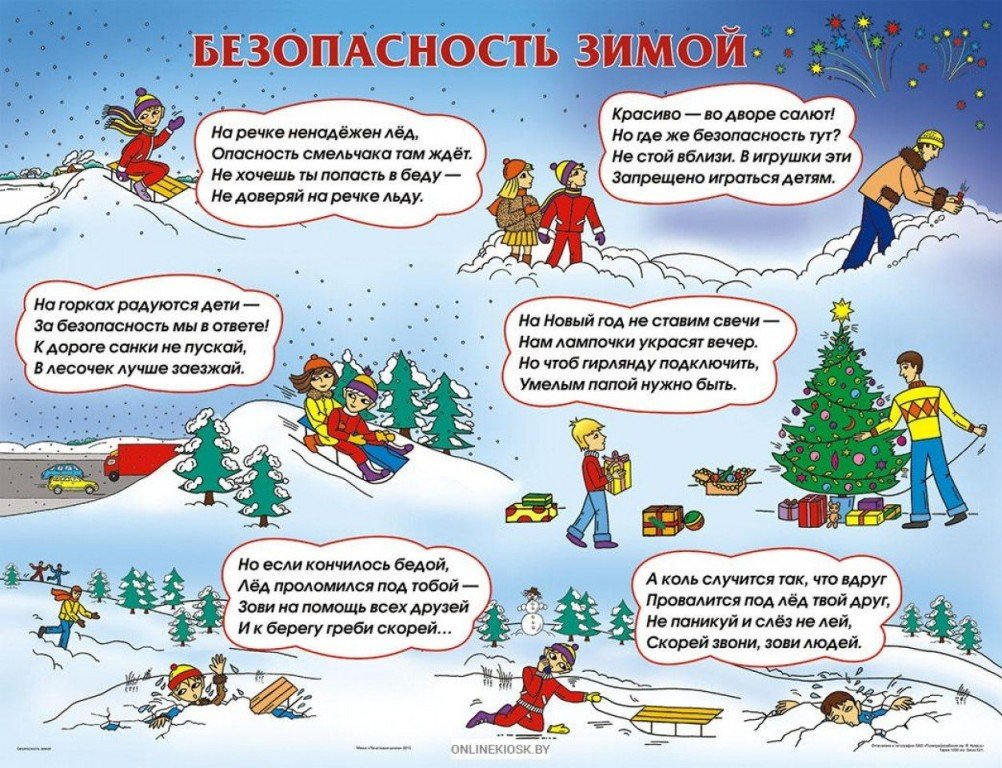 БЕЗОПАСНОСТЬ ЗИМОЙ
На речке ненадёжен лёд,
Опасность смельчака там ждёт.
Не хочешь ты попасть в беду —
Не доверяй на речке льду.
Красиво — во дворе салют!
Но где же безопасность тут?
Не стой вблизи. В игрушки эти
Запрещено играться детям.
На горках радуются дети —
За безопасность мы в ответе!
К дороге санки не пускай,
В лесочек лучше заезжай.
На Новый год не ставим свечи —
Нам лампочки украсят вечер.
Но чтоб гирлянду подключить,
Умелым папой нужно быть.
Но если кончилось бедой,
Лёд проломился под тобой —
Зови на помощь всех друзей
И к берегу греби скорей...
А коль случится так, что вдруг
Провалится под лёд твой друг,
Не паникуй и слёз не лей,
Скорей звони, зови людей.
Безопасность зимой
ONLINEKIOSK.BY